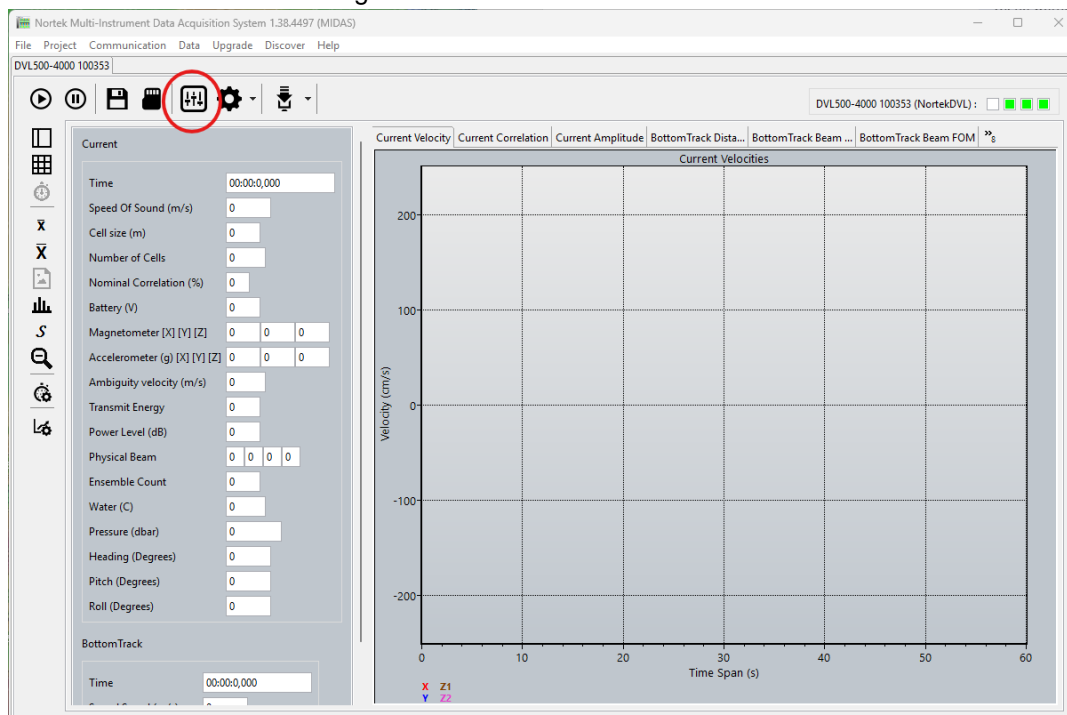 Nortek Multi-Instrument Data Acquisition System 1.38.4497 (MIDAS)
File Project Communication Data Upgrade Discover Help
DVL500-4000 100353
DVL500-4000 100353 (NortekDVL) :
Current
Time 00:00:0,000
Speed Of Sound (m/s) 0
Cell size (m) 0
Number of Cells 0
Nominal Correlation (%) 0
Battery (V) 0
Magnetometer [X] [Y] [Z] 0 0 0
Accelerometer (g) [X] [Y] [Z] 0 0 0
Ambiguity velocity (m/s) 0
Transmit Energy 0
Power Level (dB) 0
Physical Beam 0 0 0 0
Ensemble Count 0
Water (C) 0
Pressure (dbar) 0
Heading (Degrees) 0
Pitch (Degrees) 0
Roll (Degrees) 0
BottomTrack
Time 00:00:0,000
Current Velocity Current Correlation Current Amplitude BottomTrack Dista... BottomTrack Beam ... BottomTrack Beam FOM »8
Current Velocities
200
100
0
-100
-200
Velocity (cm/s)
0 10 20 30 40 50 60
Time Span (s)
X Z1
Y Z2